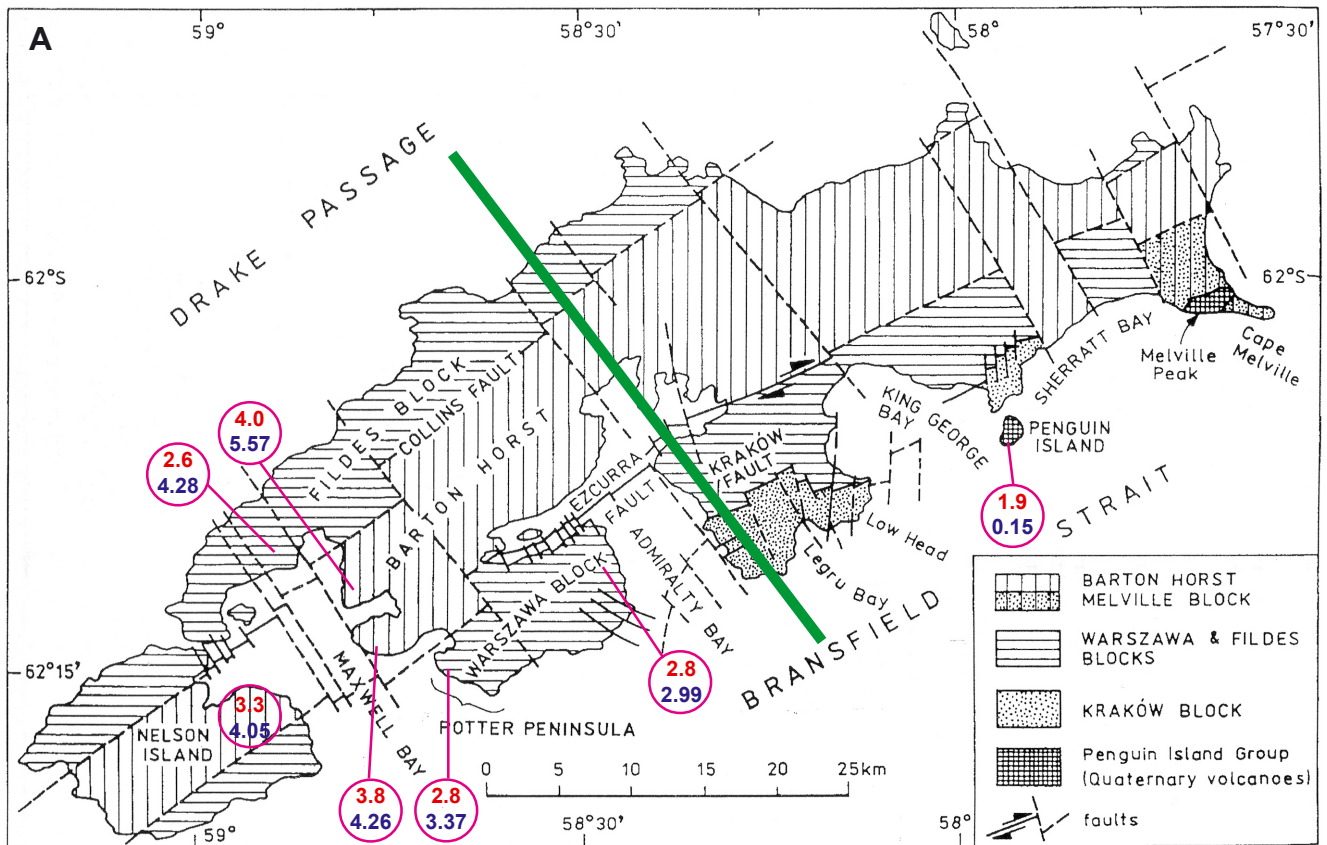 A
59°
58°30'
58°
57°30'
DRAKE PASSAGE
62°S
62°S
FILDES BLOCK
COLLINS FAULT
BARTON HORST
EZCURRA
FAULT
KRAKÓW
FAULT
KING GEORGE
BAY
SHERRATT BAY
Melville
Peak
Cape
Melville
PENGUIN
ISLAND
4.0
5.57
2.6
4.28
1.9
0.15
Low Head
Legru Bay
ADMIRALTY BAY
WARSZAWA BLOCK
BRANSFIELD STRAIT
62°15'
MAXWELL BAY
2.8
2.99
3.3
4.05
NELSON
ISLAND
POTTER PENINSULA
3.8
4.26
2.8
3.37
0 5 10 15 20 25km
59°
58°30'
58°
BARTON HORST
MELVILLE BLOCK
WARSZAWA & FILDES
BLOCKS
KRAKÓW BLOCK
Penguin Island Group
(Quaternary volcanoes)
faults